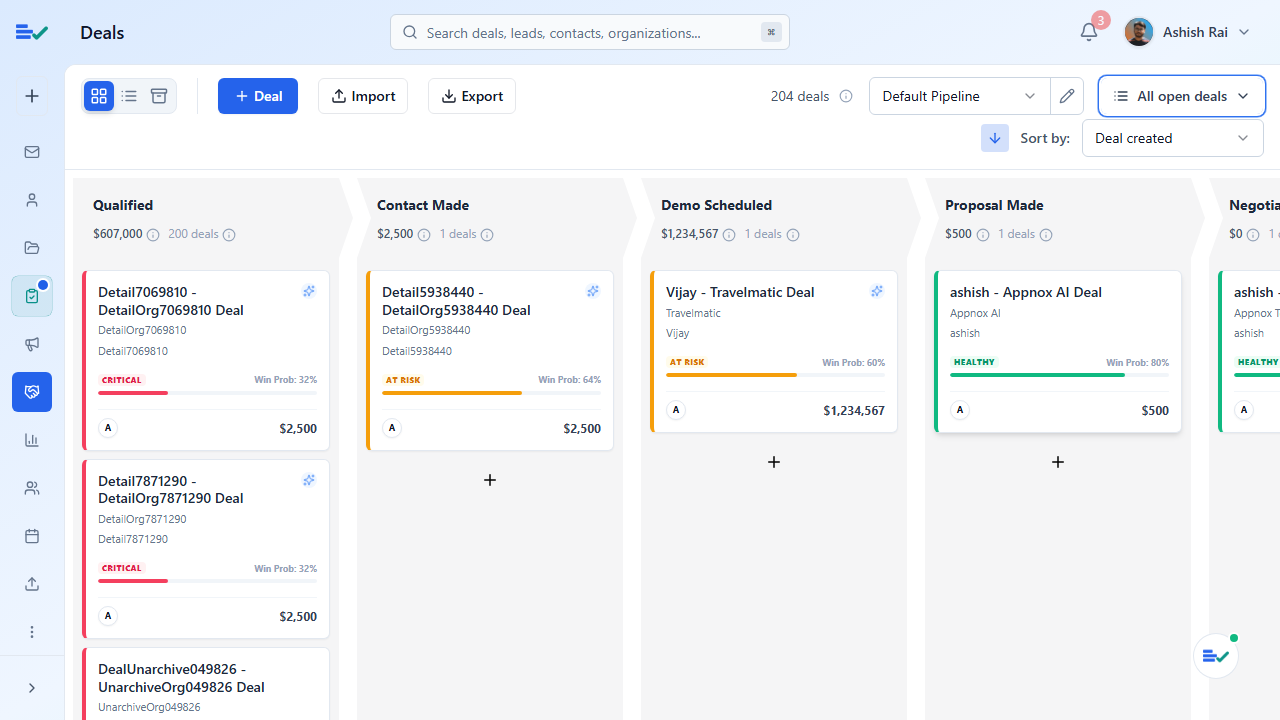 Deals
Search deals, leads, contacts, organizations...
⌘
3
Ashish Rai
Deal
Import
Export
204 deals
Default Pipeline
All open deals
Sort by:
Deal created
Qualified
$607,000
200 deals
Detail7069810 -
DetailOrg7069810 Deal
DetailOrg7069810
Detail7069810
CRITICAL
Win Prob: 32%
A
$2,500
Detail7871290 -
DetailOrg7871290 Deal
DetailOrg7871290
Detail7871290
CRITICAL
Win Prob: 32%
A
$2,500
DealUnarchive049826 -
UnarchiveOrg049826 Deal
UnarchiveOrg049826
Contact Made
$2,500
1 deals
Detail5938440 -
DetailOrg5938440 Deal
DetailOrg5938440
Detail5938440
AT RISK
Win Prob: 64%
A
$2,500
Demo Scheduled
$1,234,567
1 deals
Vijay - Travelmatic Deal
Travelmatic
Vijay
AT RISK
Win Prob: 60%
A
$1,234,567
Proposal Made
$500
1 deals
ashish - Appnox AI Deal
Appnox AI
ashish
HEALTHY
Win Prob: 80%
A
$500
Negotia
$0
1
ashish -
Appnox T
ashish
HEALTHY
A